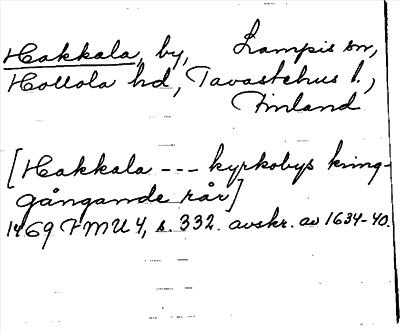 Hakkala, by, Lampis sn,
Hollola hd, Tavastehus l.,
Finland
[Hakkala --- kyrkobys kring-
gångande rår]
1469 FMU 4, s. 332. avskr. av 1634-40.